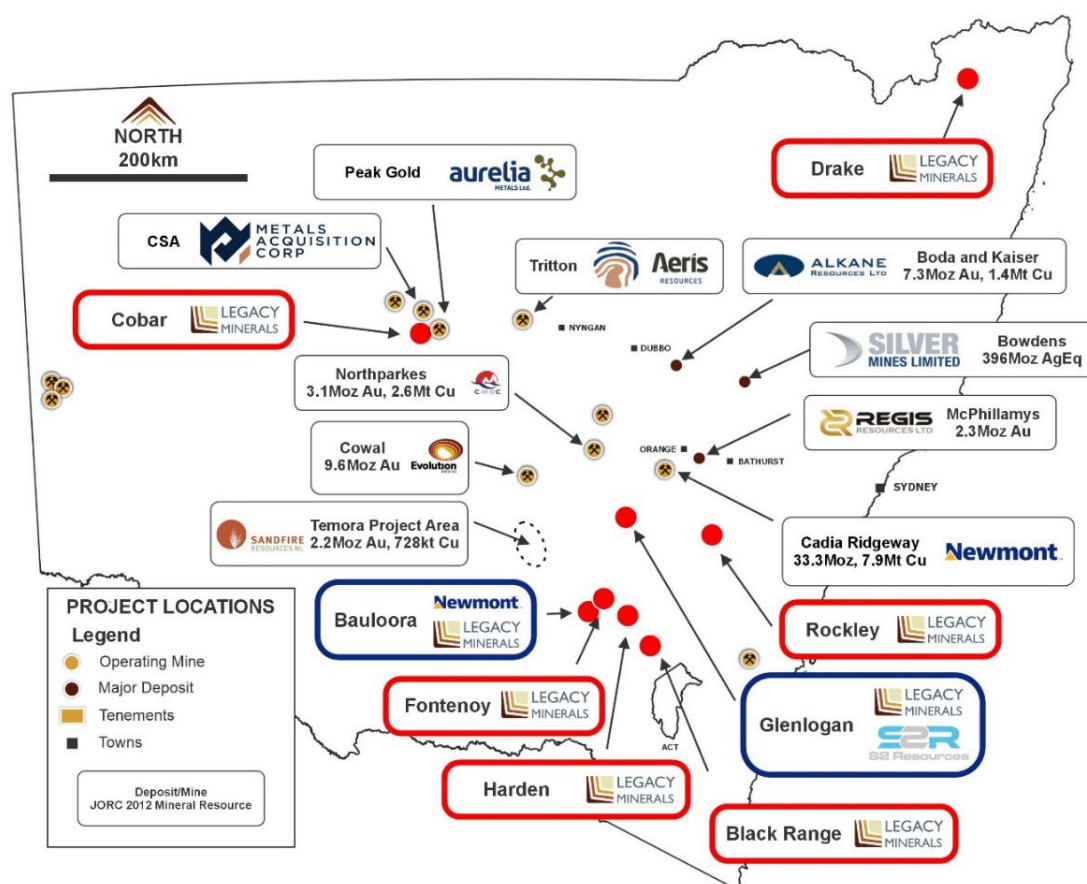 NORTH
200km
Peak Gold
aurelia
METALS Ltd.
CSA
METALS
ACQUISITION
CORP
Cobar
LEGACY
MINERALS
Tritton
Aeris
RESOURCES
Drake
LEGACY
MINERALS
ALKANE
RESOURCES LTD
Boda and Kaiser
7.3Moz Au, 1.4Mt Cu
NYNGAN
DUBBO
SILVER
MINES LIMITED
Bowdens
396Moz AgEq
Northparkes
3.1Moz Au, 2.6Mt Cu
CMOC
REGIS
RESOURCES LTD
McPhillamys
2.3Moz Au
Cowal
9.6Moz Au
Evolution
ORANGE
BATHURST
SYDNEY
SANDFIRE
RESOURCES NL
Temora Project Area
2.2Moz Au, 728kt Cu
Cadia Ridgeway
33.3Moz, 7.9Mt Cu
Newmont
Bauloora
Newmont
LEGACY
MINERALS
Rockley
LEGACY
MINERALS
Fontenoy
LEGACY
MINERALS
Glenlogan
LEGACY
MINERALS
S2R
S2 Resources
ACT
Harden
LEGACY
MINERALS
Black Range
LEGACY
MINERALS
PROJECT LOCATIONS
Legend
Operating Mine
Major Deposit
Tenements
Towns
Deposit/Mine
JORC 2012 Mineral Resource